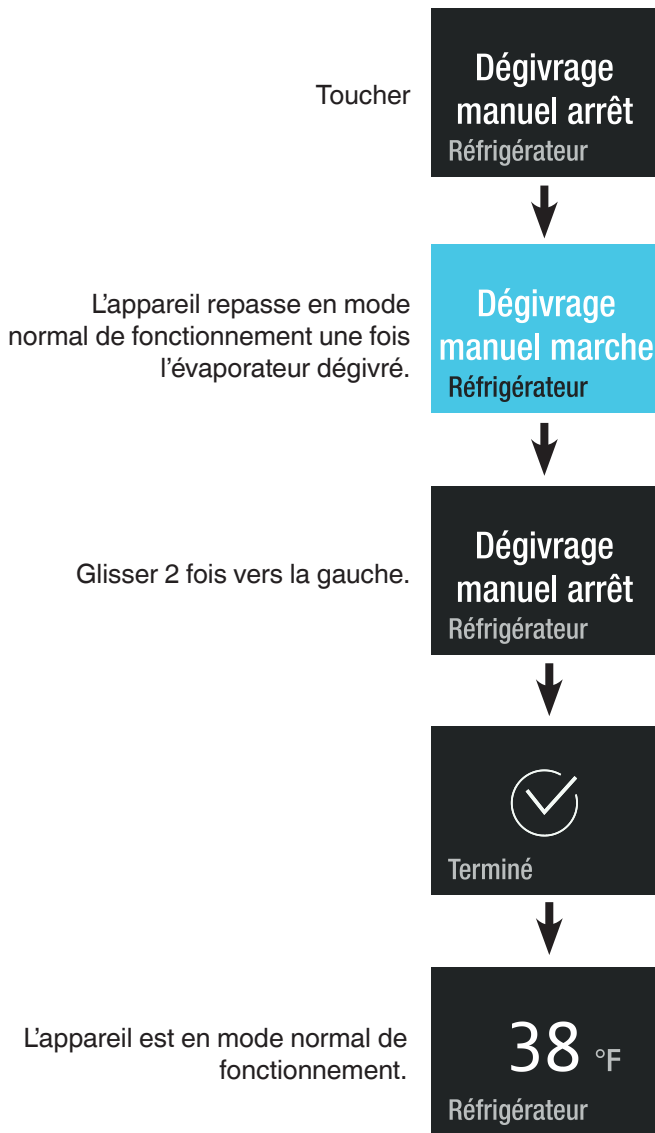 Toucher
Dégivrage
manuel arrêt
Réfrigérateur
L'appareil repasse en mode
normal de fonctionnement une fois
l'évaporateur dégivré.
Dégivrage
manuel marche
Réfrigérateur
Glisser 2 fois vers la gauche.
Dégivrage
manuel arrêt
Réfrigérateur
Terminé
L'appareil est en mode normal de
fonctionnement.
38 °F
Réfrigérateur